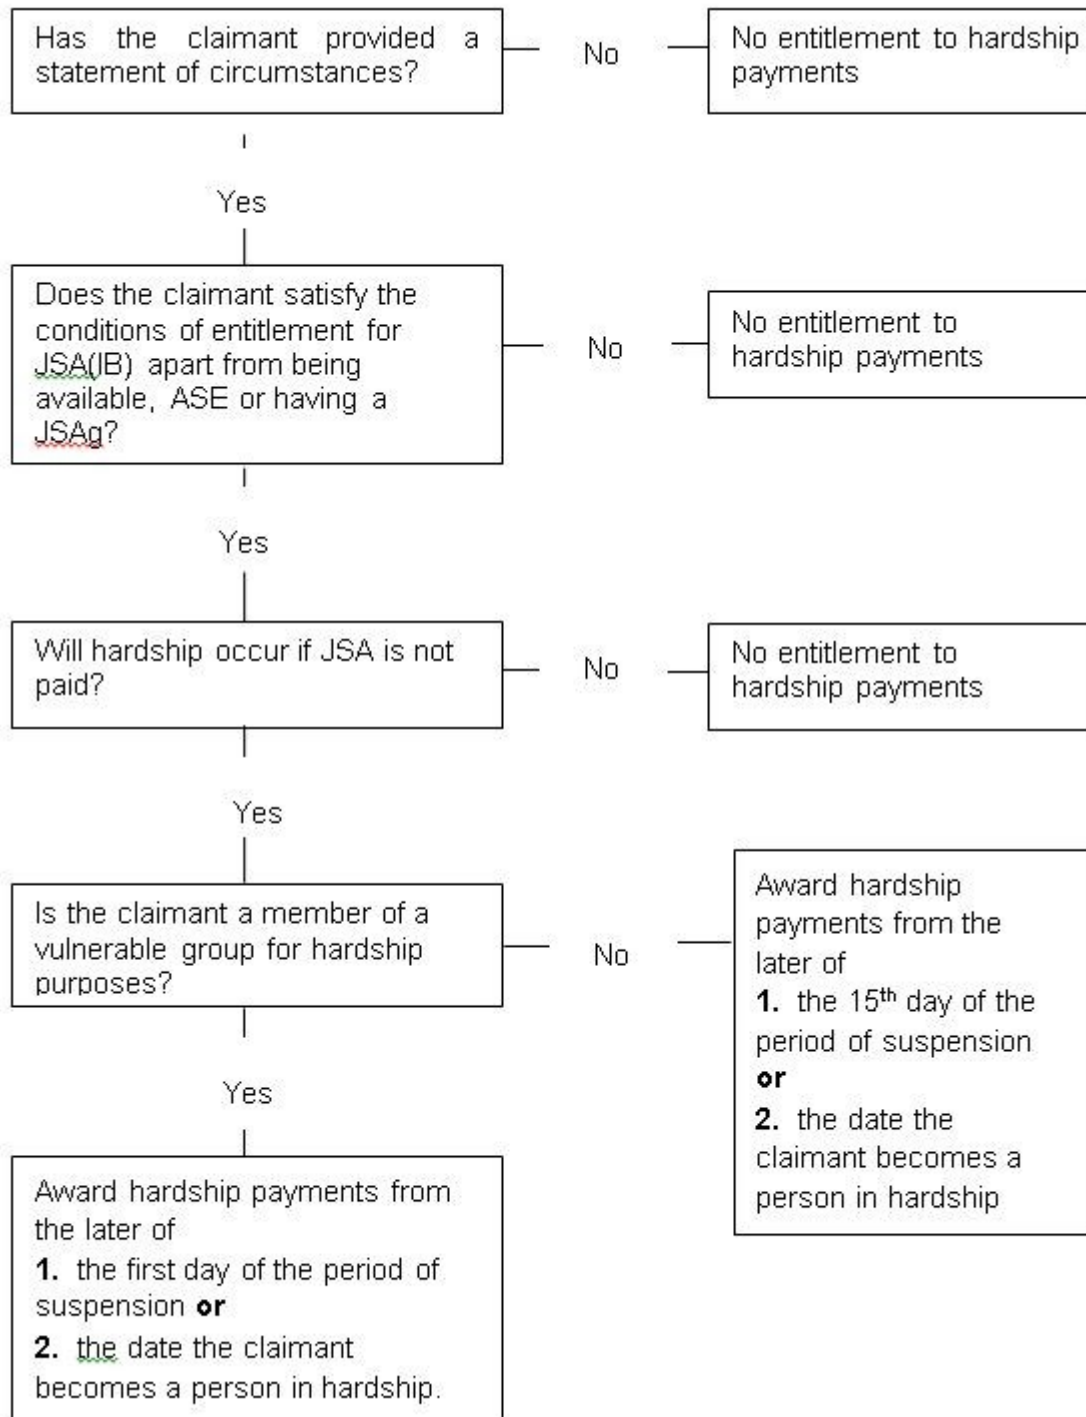 Has the claimant provided a
statement of circumstances?
No
No entitlement to hardship
payments
Yes
Does the claimant satisfy the
conditions of entitlement for
JSA(IB) apart from being
available, ASE or having a
JSAg?
No
No entitlement to
hardship payments
Yes
Will hardship occur if JSA is not
paid?
No
No entitlement to
hardship payments
Yes
Is the claimant a member of a
vulnerable group for hardship
purposes?
No
Award hardship
payments from the
later of
1. the 15th day of the
period of suspension
or
2. the date the
claimant becomes a
person in hardship
Yes
Award hardship payments from
the later of
1. the first day of the period of
suspension or
2. the date the claimant
becomes a person in hardship.